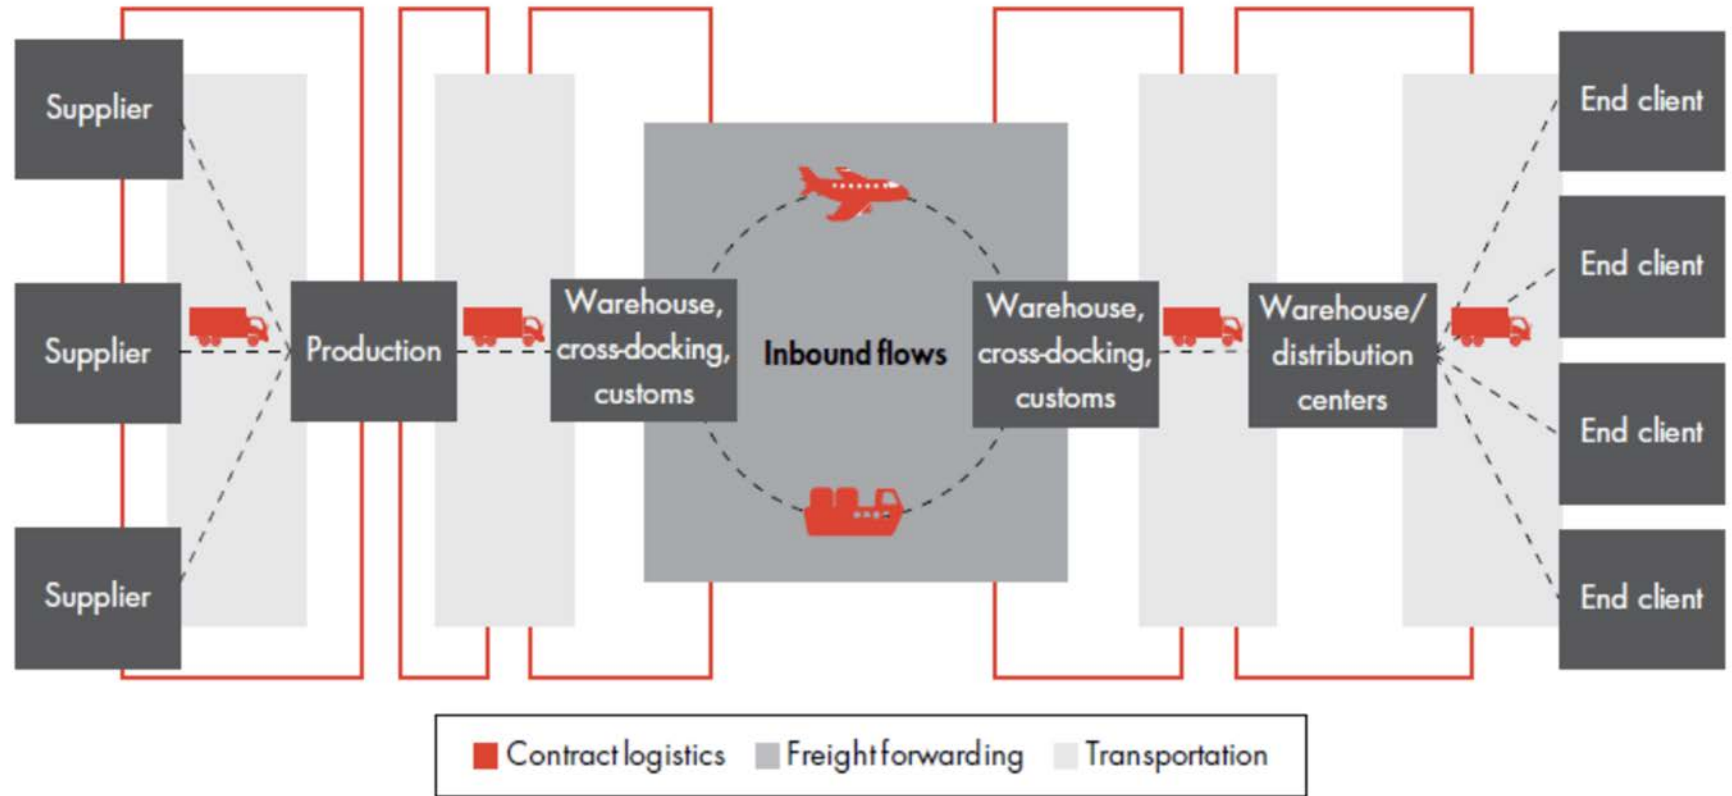 Supplier
Supplier
Supplier
Production
Warehouse,
cross-docking,
customs
Inbound flows
Warehouse,
cross-docking,
customs
Warehouse/
distribution
centers
End client
End client
End client
End client
Contract logistics
Freight forwarding
Transportation